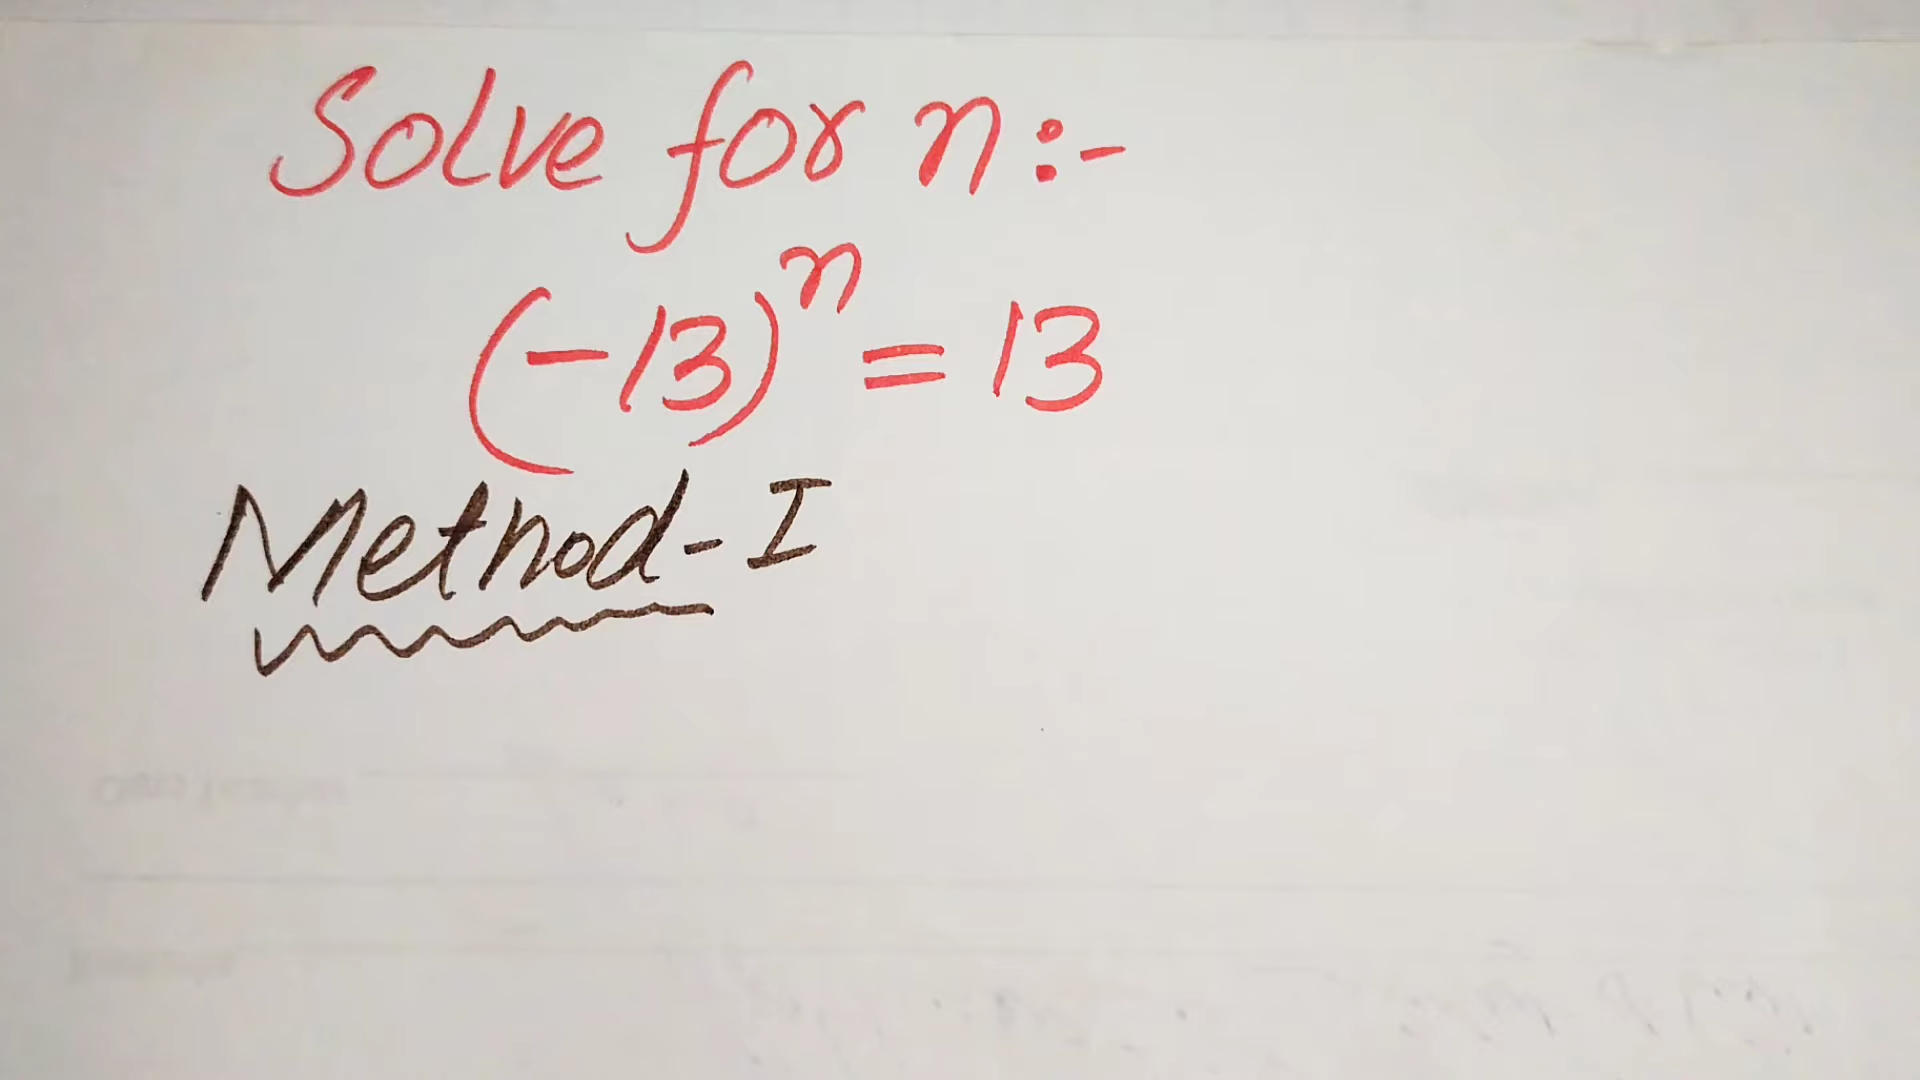 Solve for n:-
(-13)^n = 13
Method-I